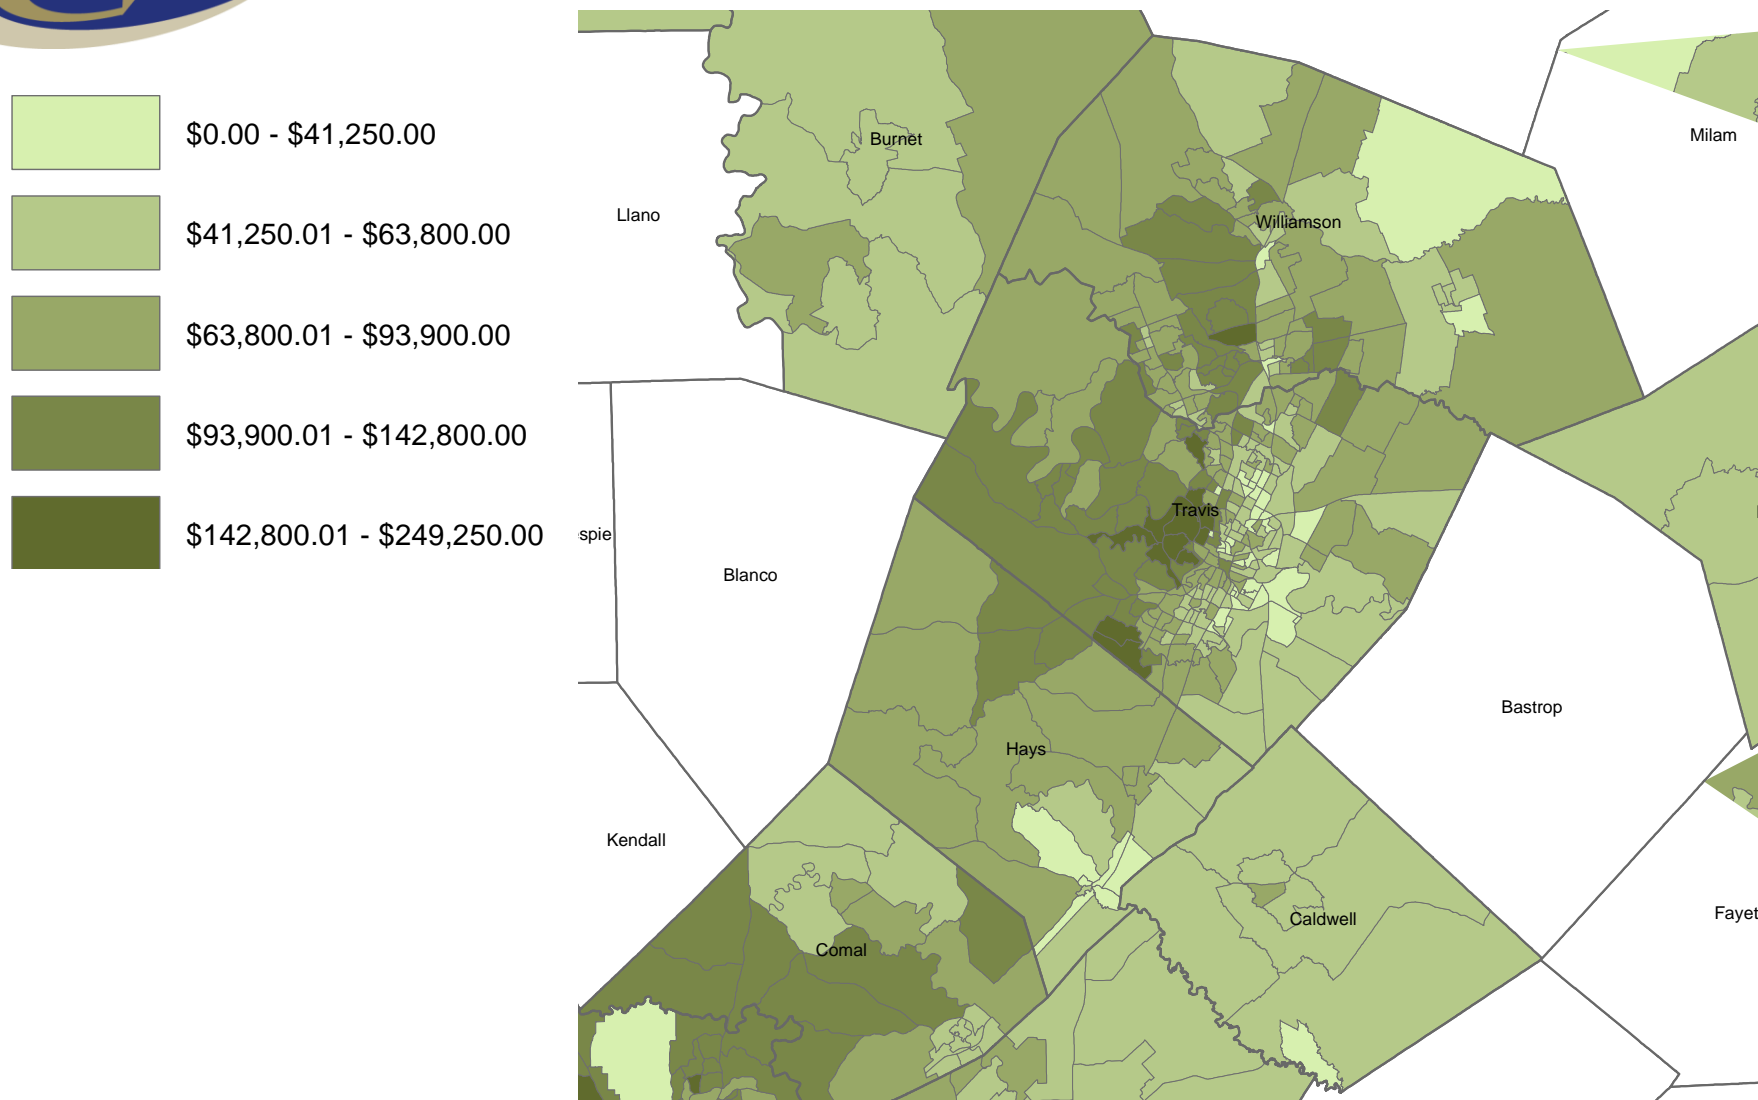 $0.00 - $41,250.00
$41,250.01 - $63,800.00
$63,800.01 - $93,900.00
$93,900.01 - $142,800.00
$142,800.01 - $249,250.00
Burnet
Milam
Llano
Williamson
Travis
spie
Blanco
Bastrop
Hays
Kendall
Caldwell
Fayet
Comal